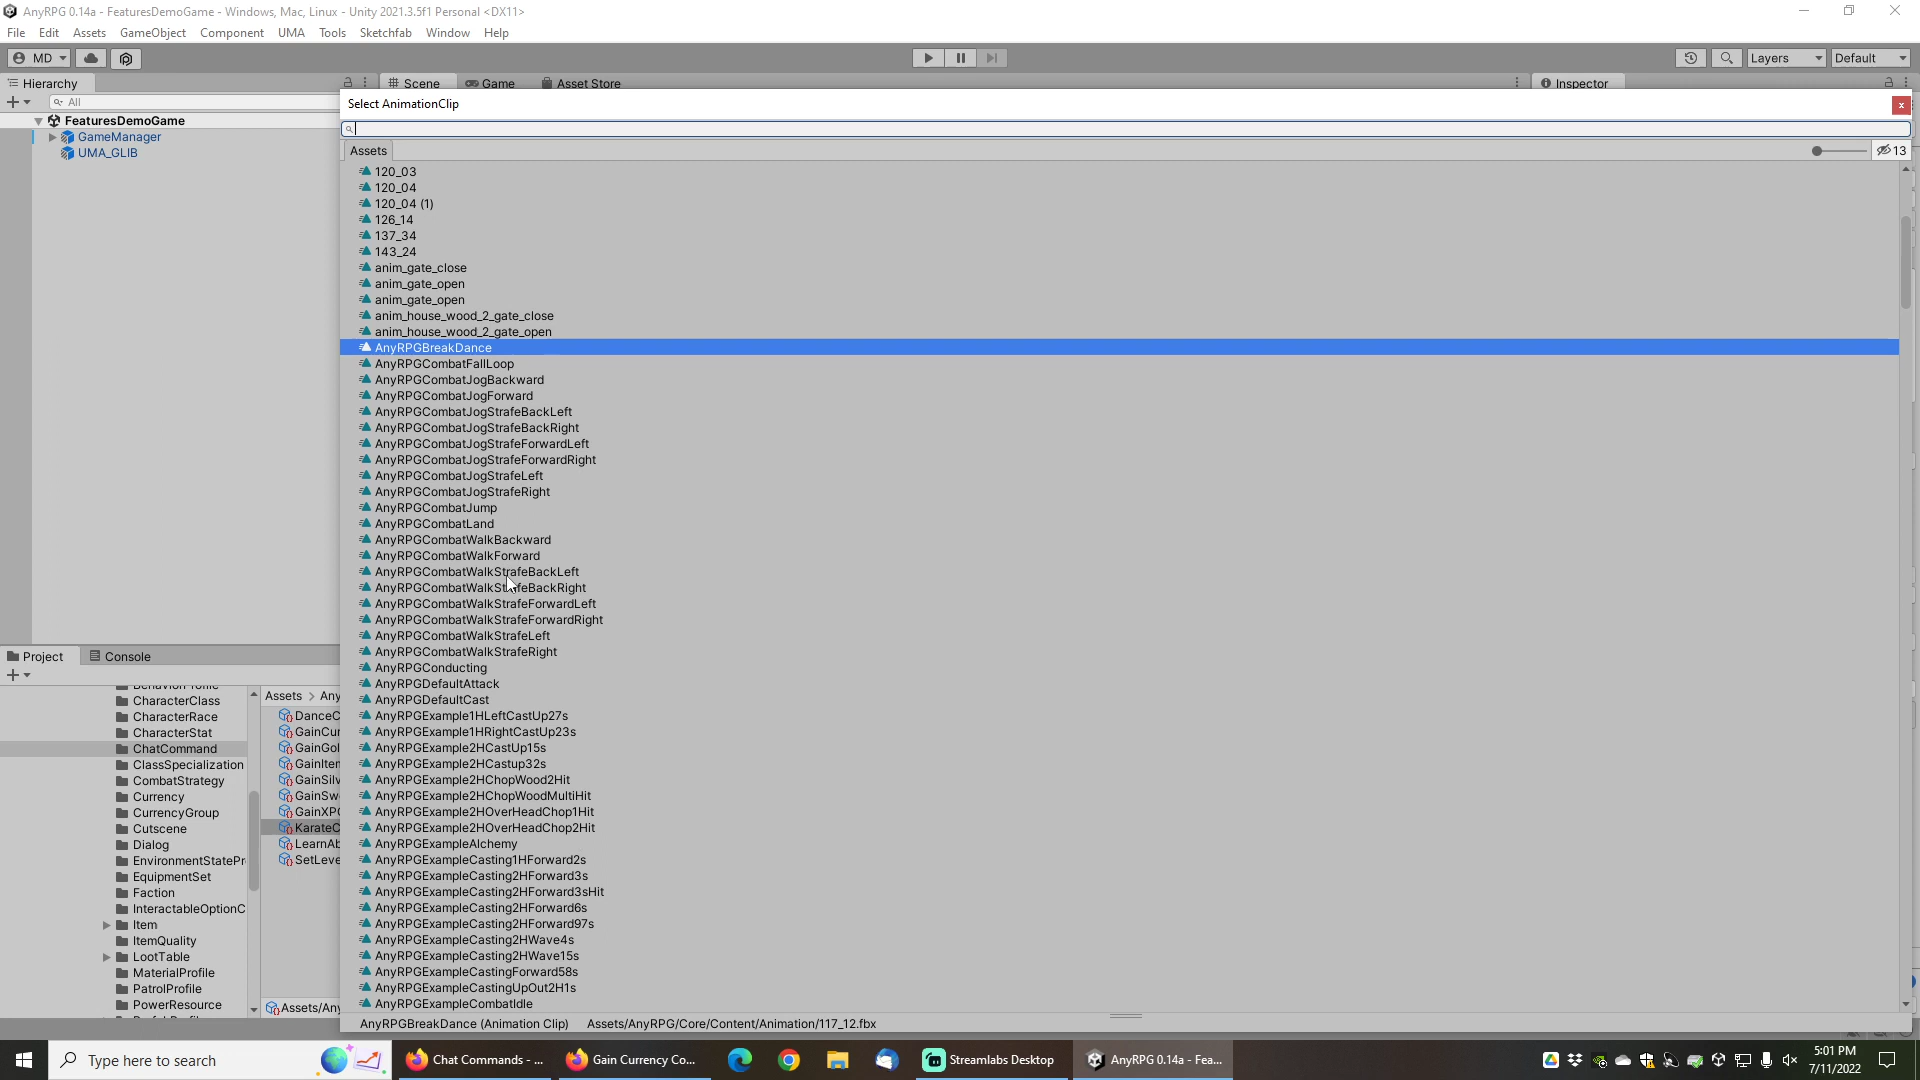 AnyRPG 0.14a - FeaturesDemoGame - Windows, Mac, Linux - Unity 2021.3.5f1 Personal <DX11>
File Edit Assets GameObject Component UMA Tools Sketchfab Window Help
MD Layers Default
Hierarchy Scene Game Asset Store Inspector
All
Select AnimationClip
x
FeaturesDemoGame
GameManager
UMA_GLIB
Assets 13
120_03
120_04
120_04 (1)
126_14
137_34
143_24
anim_gate_close
anim_gate_open
anim_gate_open
anim_house_wood_2_gate_close
anim_house_wood_2_gate_open
AnyRPGBreakDance
AnyRPGCombatFallLoop
AnyRPGCombatJogBackward
AnyRPGCombatJogForward
AnyRPGCombatJogStrafeBackLeft
AnyRPGCombatJogStrafeBackRight
AnyRPGCombatJogStrafeForwardLeft
AnyRPGCombatJogStrafeForwardRight
AnyRPGCombatJogStrafeLeft
AnyRPGCombatJogStrafeRight
AnyRPGCombatJump
AnyRPGCombatLand
AnyRPGCombatWalkBackward
AnyRPGCombatWalkForward
AnyRPGCombatWalkStrafeBackLeft
AnyRPGCombatWalkStrafeBackRight
AnyRPGCombatWalkStrafeForwardLeft
AnyRPGCombatWalkStrafeForwardRight
AnyRPGCombatWalkStrafeLeft
AnyRPGCombatWalkStrafeRight
AnyRPGConducting
AnyRPGDefaultAttack
AnyRPGDefaultCast
AnyRPGExample1HLeftCastUp27s
AnyRPGExample1HRightCastUp23s
AnyRPGExample2HCastUp15s
AnyRPGExample2HCastup32s
AnyRPGExample2HChopWood2Hit
AnyRPGExample2HChopWoodMultiHit
AnyRPGExample2HOverHeadChop1Hit
AnyRPGExample2HOverHeadChop2Hit
AnyRPGExampleAlchemy
AnyRPGExampleCasting1HForward2s
AnyRPGExampleCasting2HForward3s
AnyRPGExampleCasting2HForward3sHit
AnyRPGExampleCasting2HForward6s
AnyRPGExampleCasting2HForward97s
AnyRPGExampleCasting2HWave4s
AnyRPGExampleCasting2HWave15s
AnyRPGExampleCastingForward58s
AnyRPGExampleCastingUpOut2H1s
AnyRPGExampleCombatIdle
AnyRPGBreakDance (Animation Clip) Assets/AnyRPG/Core/Content/Animation/117_12.fbx
Project Console
CharacterClass
CharacterRace
CharacterStat
ChatCommand
ClassSpecialization
CombatStrategy
Currency
CurrencyGroup
Cutscene
Dialog
EnvironmentStatePr
EquipmentSet
Faction
InteractableOptionC
Item
ItemQuality
LootTable
MaterialProfile
PatrolProfile
PowerResource
Assets > Any
DanceC
GainCur
GainGol
GainIten
GainSilv
GainSw
GainXP
KarateC
LearnAb
SetLeve
Assets/Any
Type here to search
Chat Commands - ...
Gain Currency Co...
Streamlabs Desktop
AnyRPG 0.14a - Fea...
5:01 PM
7/11/2022